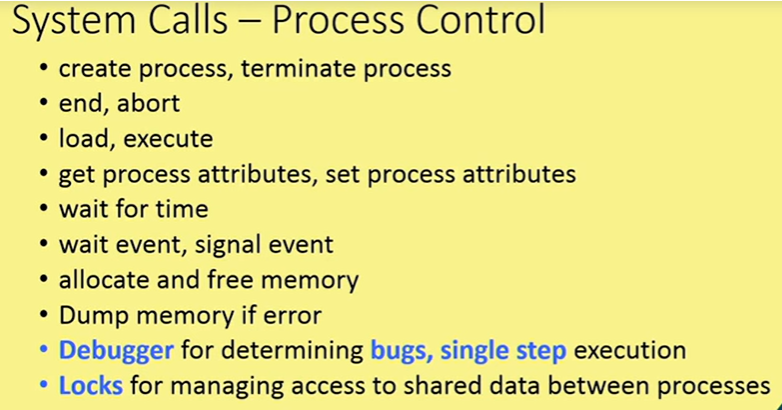 System Calls – Process Control
• create process, terminate process
• end, abort
• load, execute
• get process attributes, set process attributes
• wait for time
• wait event, signal event
• allocate and free memory
• Dump memory if error
• Debugger for determining bugs, single step execution
• Locks for managing access to shared data between processes